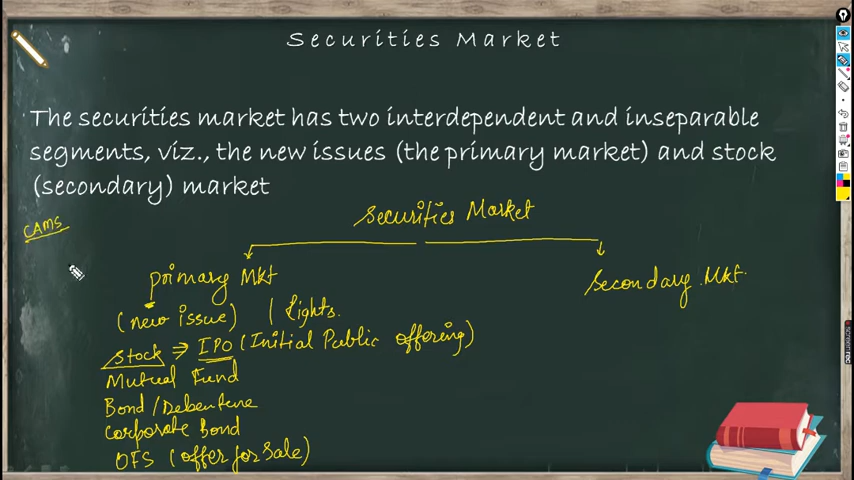 Securities Market
The securities market has two interdependent and inseparable
segments, viz., the new issues (the primary market) and stock
(secondary) market
Securities Market
CAMS
Primary Mkt
Secondary Mkt.
(new issue) | Rights.
Stock ⇒ IPO (Initial Public offering)
Mutual Fund
Bond/Debenture
Corporate Bond
OFS (offer for Sale)